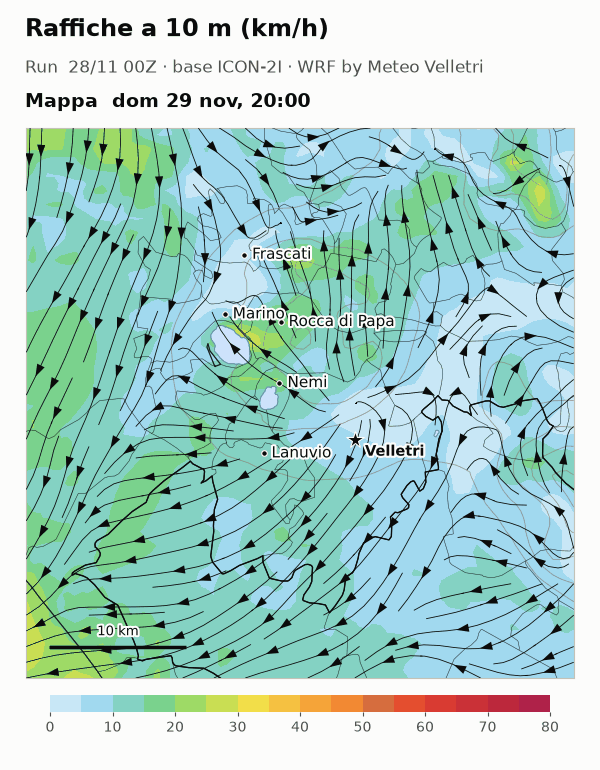 Raffiche a 10 m (km/h)
Run  28/11 00Z · base ICON-2I · WRF by Meteo Velletri
Mappa  dom 29 nov, 20:00
Frascati
Marino
Rocca di Papa
Nemi
Velletri
Lanuvio
10 km
0 10 20 30 40 50 60 70 80